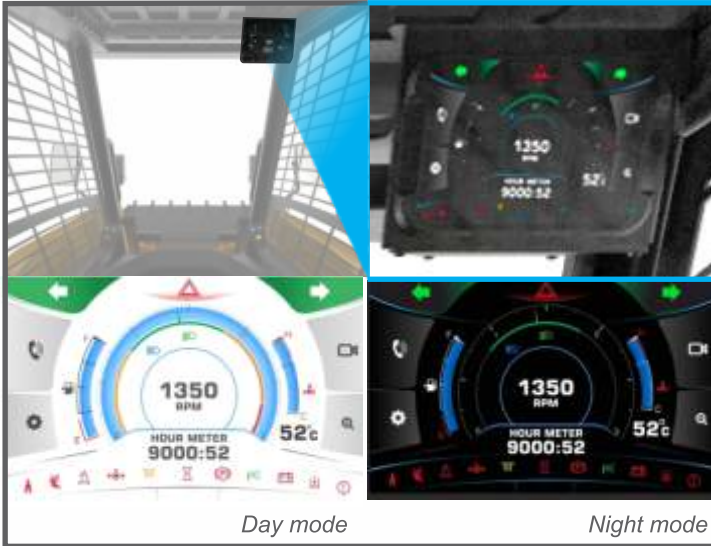 1350
RPM
HOUR METER
9000:52
52°C
F
H
E
C
1350
RPM
HOUR METER
9000:52
52°C
1350
RPM
HOUR METER
9000:52
52°C
Day mode
Night mode